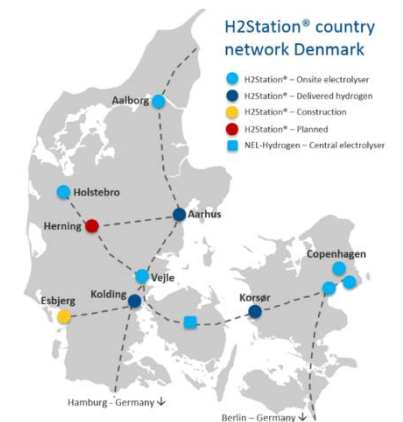 H2Station® country
network Denmark
H2Station® – Onsite electrolyser
H2Station® – Delivered hydrogen
H2Station® – Construction
H2Station® – Planned
NEL-Hydrogen – Central electrolyser
Aalborg
Holstebro
Aarhus
Herning
Copenhagen
Vejle
Kolding
Korsør
Esbjerg
Hamburg - Germany ↓
Berlin – Germany ↓